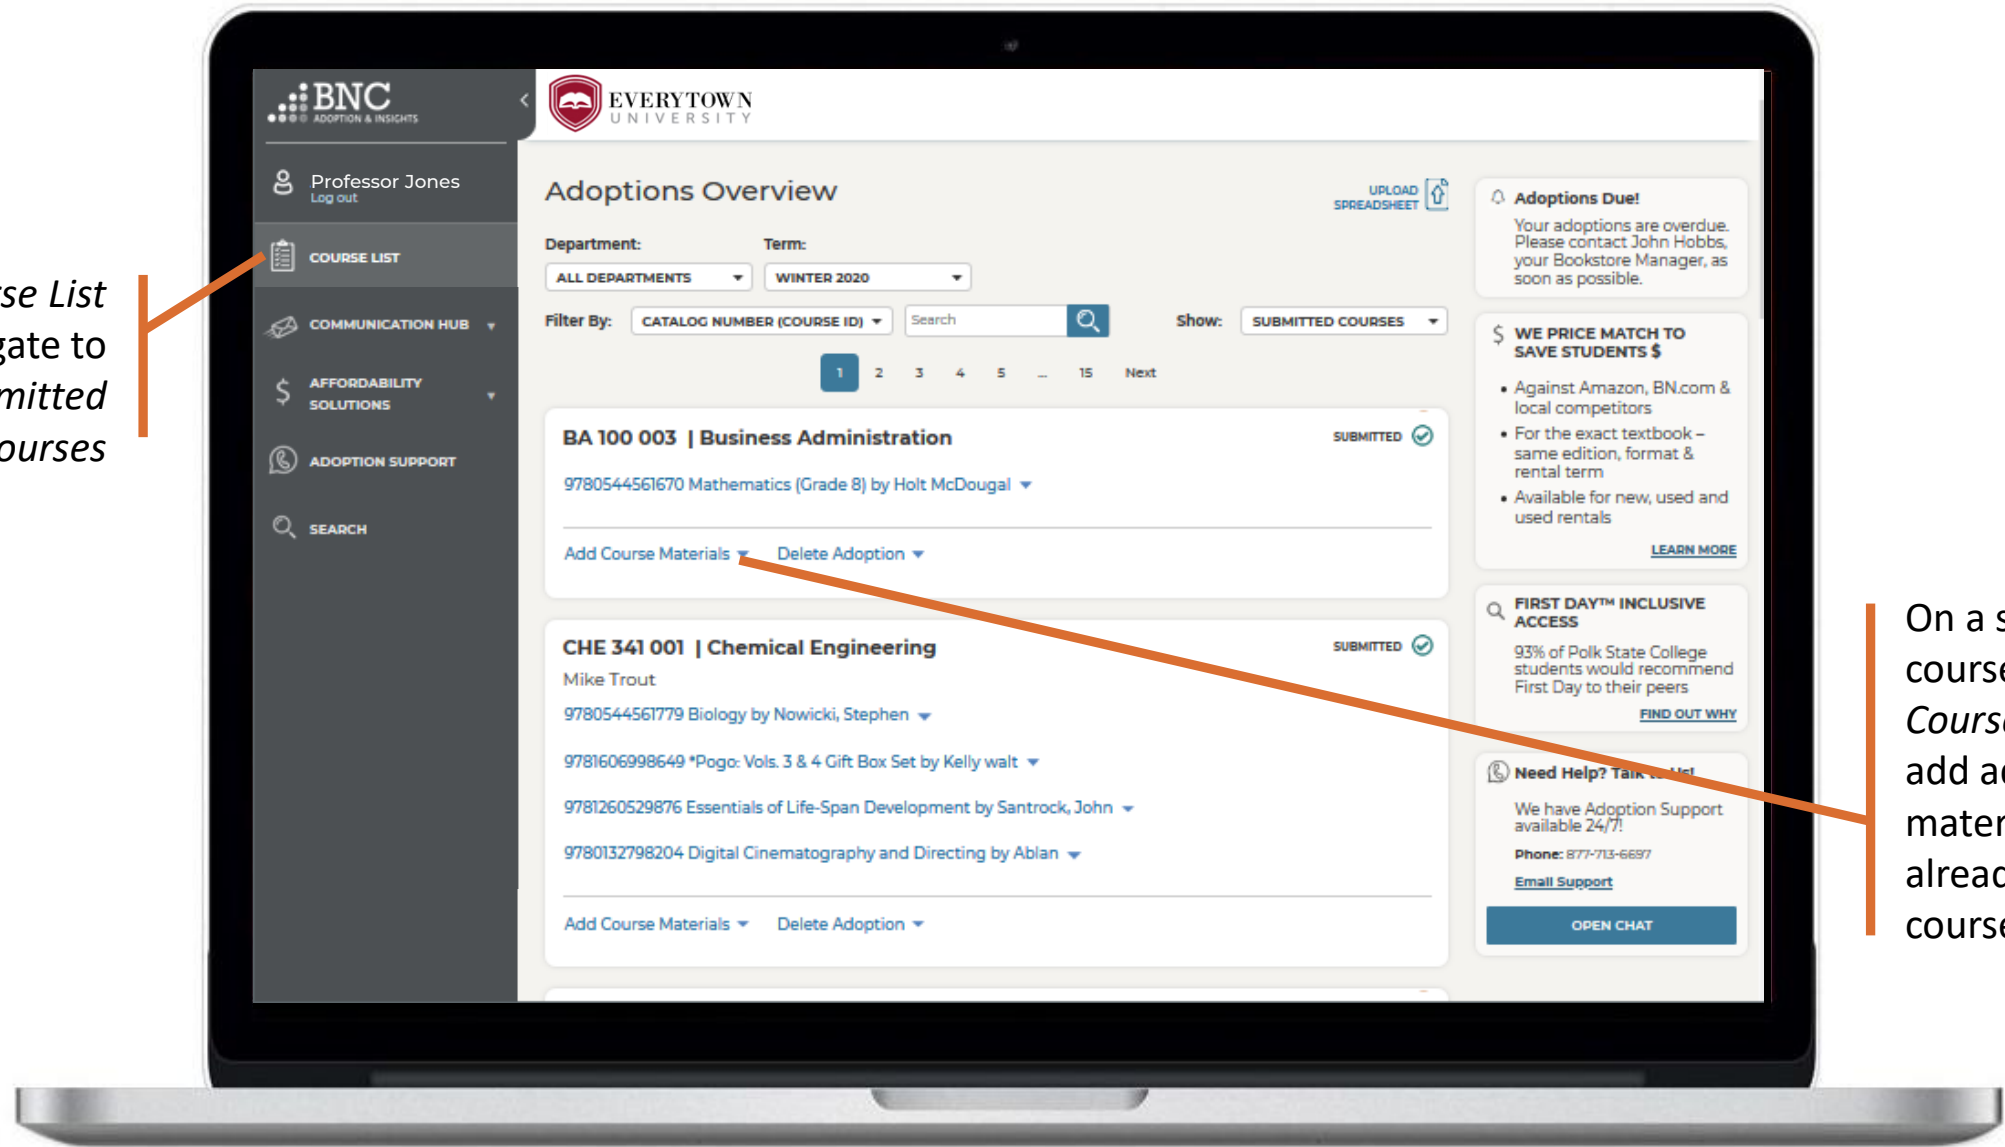 BNC
ADOPTION & INSIGHTS
<
EVERYTOWN
UNIVERSITY
Professor Jones
Log out
COURSE LIST
COMMUNICATION HUB
AFFORDABILITY
SOLUTIONS
ADOPTION SUPPORT
SEARCH
List
to
Adoptions Overview
UPLOAD
SPREADSHEET
Department: Term:
ALL DEPARTMENTS WINTER 2020
Filter By: CATALOG NUMBER (COURSE ID) Search Show: SUBMITTED COURSES
1 2 3 4 5 ... 15 Next
BA 100 003 | Business Administration SUBMITTED
9780544561670 Mathematics (Grade 8) by Holt McDougal
Add Course Materials Delete Adoption
CHE 341 001 | Chemical Engineering SUBMITTED
Mike Trout
9780544561779 Biology by Nowicki, Stephen
9781606998649 *Pogo: Vols. 3 & 4 Gift Box Set by Kelly walt
9781260529876 Essentials of Life-Span Development by Santrock, John
9780132798204 Digital Cinematography and Directing by Ablan
Add Course Materials Delete Adoption
Adoptions Due!
Your adoptions are overdue.
Please contact John Hobbs,
your Bookstore Manager, as
soon as possible.
$ WE PRICE MATCH TO
SAVE STUDENTS $
• Against Amazon, BN.com &
local competitors
• For the exact textbook –
same edition, format &
rental term
• Available for new, used and
used rentals
LEARN MORE
FIRST DAY™ INCLUSIVE
ACCESS
93% of Polk State College
students would recommend
First Day to their peers
FIND OUT WHY
Need Help? Talk to Us!
We have Adoption Support
available 24/7!
Phone: 877-713-6697
Email Support
OPEN CHAT
On a
course
add